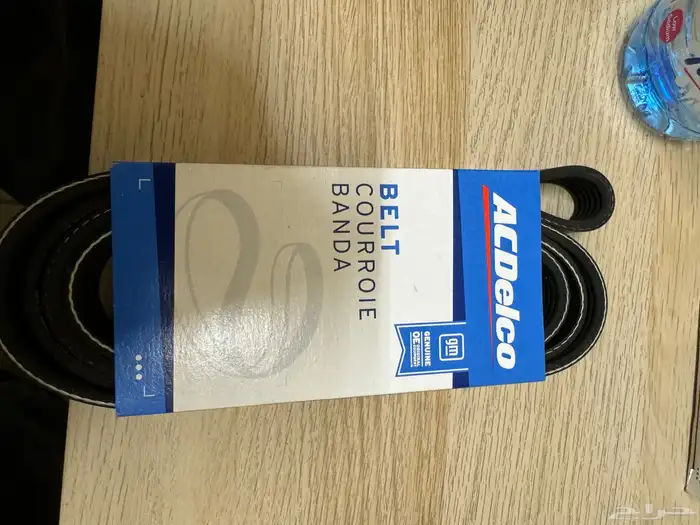 ACDelco
BELT
COURROIE
BANDA
gm
GENUINE
OE
حراج